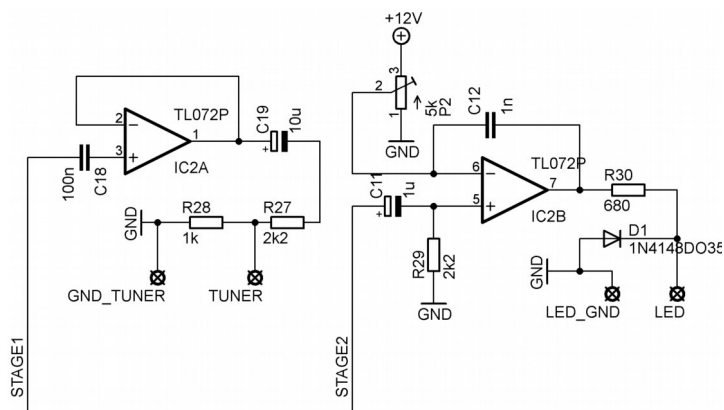 +12V
3
2
5k
P2
1
GND
C12
1n
TL072P
2
3
1
IC2A
C19
10u
+
100n
C18
TL072P
6
5
7
IC2B
C11
1u
+
R30
680
GND
R28
1k
R27
2k2
R29
2k2
D1
1N4148DO35
GND
GND
GND_TUNER
TUNER
LED_GND
LED
STAGE1
STAGE2